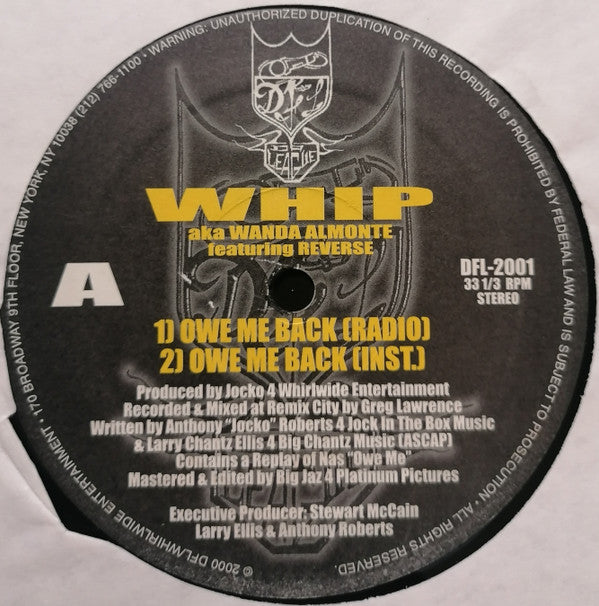 D.F.
LEAGUE
WHIP
aka WANDA ALMONTE
featuring REVERSE
A
DFL-2001
33 1/3 RPM
STEREO
1) OWE ME BACK (RADIO)
2) OWE ME BACK (INST.)
Produced by Jocko 4 Whirlwide Entertainment
Recorded & Mixed at Remix City by Greg Lawrence
Written by Anthony "Jocko" Roberts 4 Jock In The Box Music
& Larry Chantz Ellis 4 Big Chantz Music (ASCAP)
Contains a Replay of Nas "Owe Me"
Mastered & Edited by Big Jaz 4 Platinum Pictures
Executive Producer: Stewart McCain
Larry Ellis & Anthony Roberts
© 2000 DFL/WHIRLWIDE ENTERTAINMENT • 170 BROADWAY 9TH FLOOR, NEW YORK, NY 10038 (212) 766-1100 • WARNING: UNAUTHORIZED DUPLICATION OF THIS RECORDING IS PROHIBITED BY FEDERAL LAW AND IS SUBJECT TO PROSECUTION • ALL RIGHTS RESERVED.